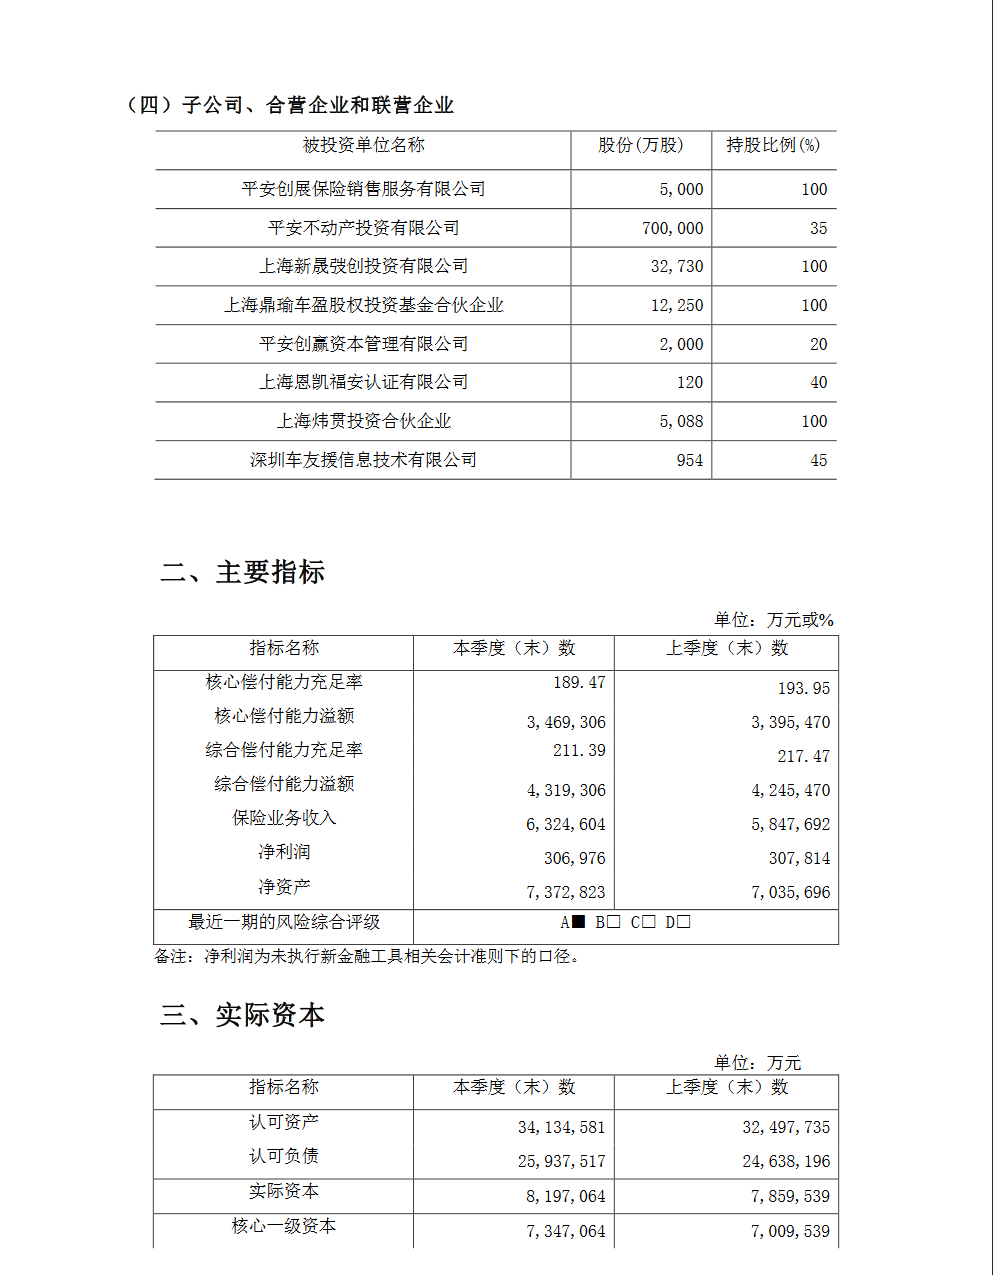 （四）子公司、合营企业和联营企业
被投资单位名称 股份(万股) 持股比例(%)
平安创展保险销售服务有限公司 5,000 100
平安不动产投资有限公司 700,000 35
上海新晟彂创投资有限公司 32,730 100
上海鼎瑜车盈股权投资基金合伙企业 12,250 100
平安创赢资本管理有限公司 2,000 20
上海恩凯福安认证有限公司 120 40
上海炜贯投资合伙企业 5,088 100
深圳车友援信息技术有限公司 954 45
二、主要指标
单位：万元或%
指标名称 本季度（末）数 上季度（末）数
核心偿付能力充足率 189.47 193.95
核心偿付能力溢额 3,469,306 3,395,470
综合偿付能力充足率 211.39 217.47
综合偿付能力溢额 4,319,306 4,245,470
保险业务收入 6,324,604 5,847,692
净利润 306,976 307,814
净资产 7,372,823 7,035,696
最近一期的风险综合评级 A■ B□ C□ D□
备注：净利润为未执行新金融工具相关会计准则下的口径。
三、实际资本
单位：万元
指标名称 本季度（末）数 上季度（末）数
认可资产 34,134,581 32,497,735
认可负债 25,937,517 24,638,196
实际资本 8,197,064 7,859,539
核心一级资本 7,347,064 7,009,539